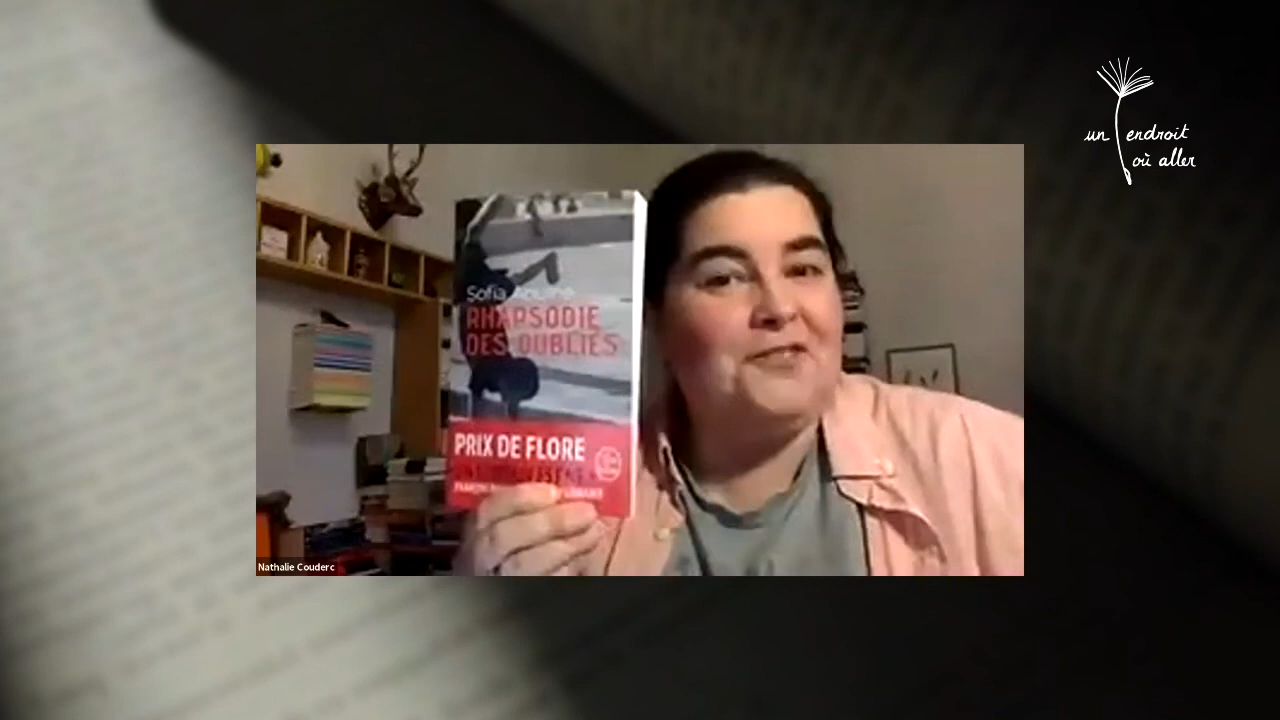 un endroit
où aller
Sofia
RHAPSODIE
DES OUBLIÉS
PRIX DE FLORE
Nathalie Couderc